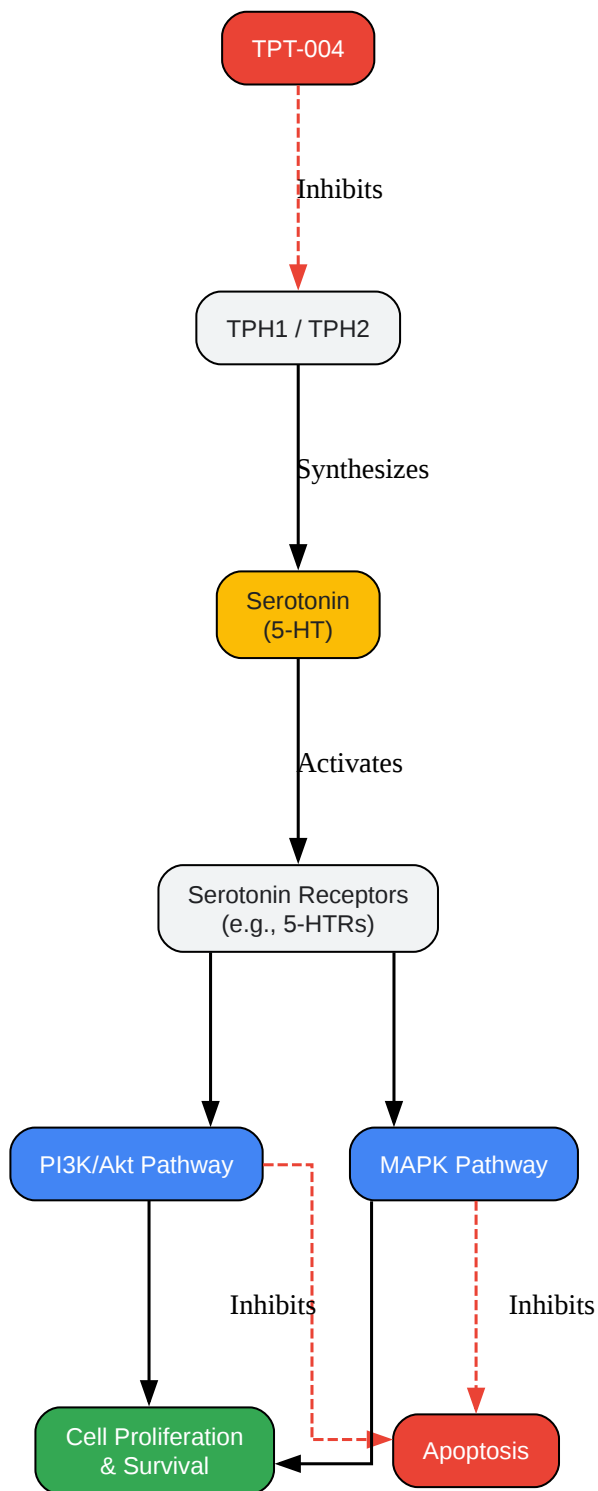 TPT-004
Inhibits
TPH1 / TPH2
Synthesizes
Serotonin
(5-HT)
Activates
Serotonin Receptors
(e.g., 5-HTRs)
PI3K/Akt Pathway
MAPK Pathway
Inhibits
Inhibits
Cell Proliferation
& Survival
Apoptosis